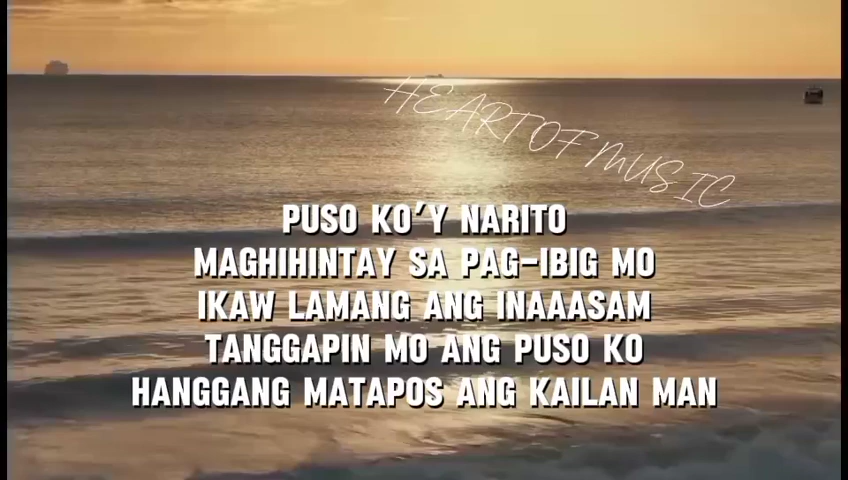 HEART OF MUSIC
PUSO KO'Y NARITO
MAGHIHINTAY SA PAG-IBIG MO
IKAW LAMANG ANG INAAASAM
TANGGAPIN MO ANG PUSO KO
HANGGANG MATAPOS ANG KAILAN MAN